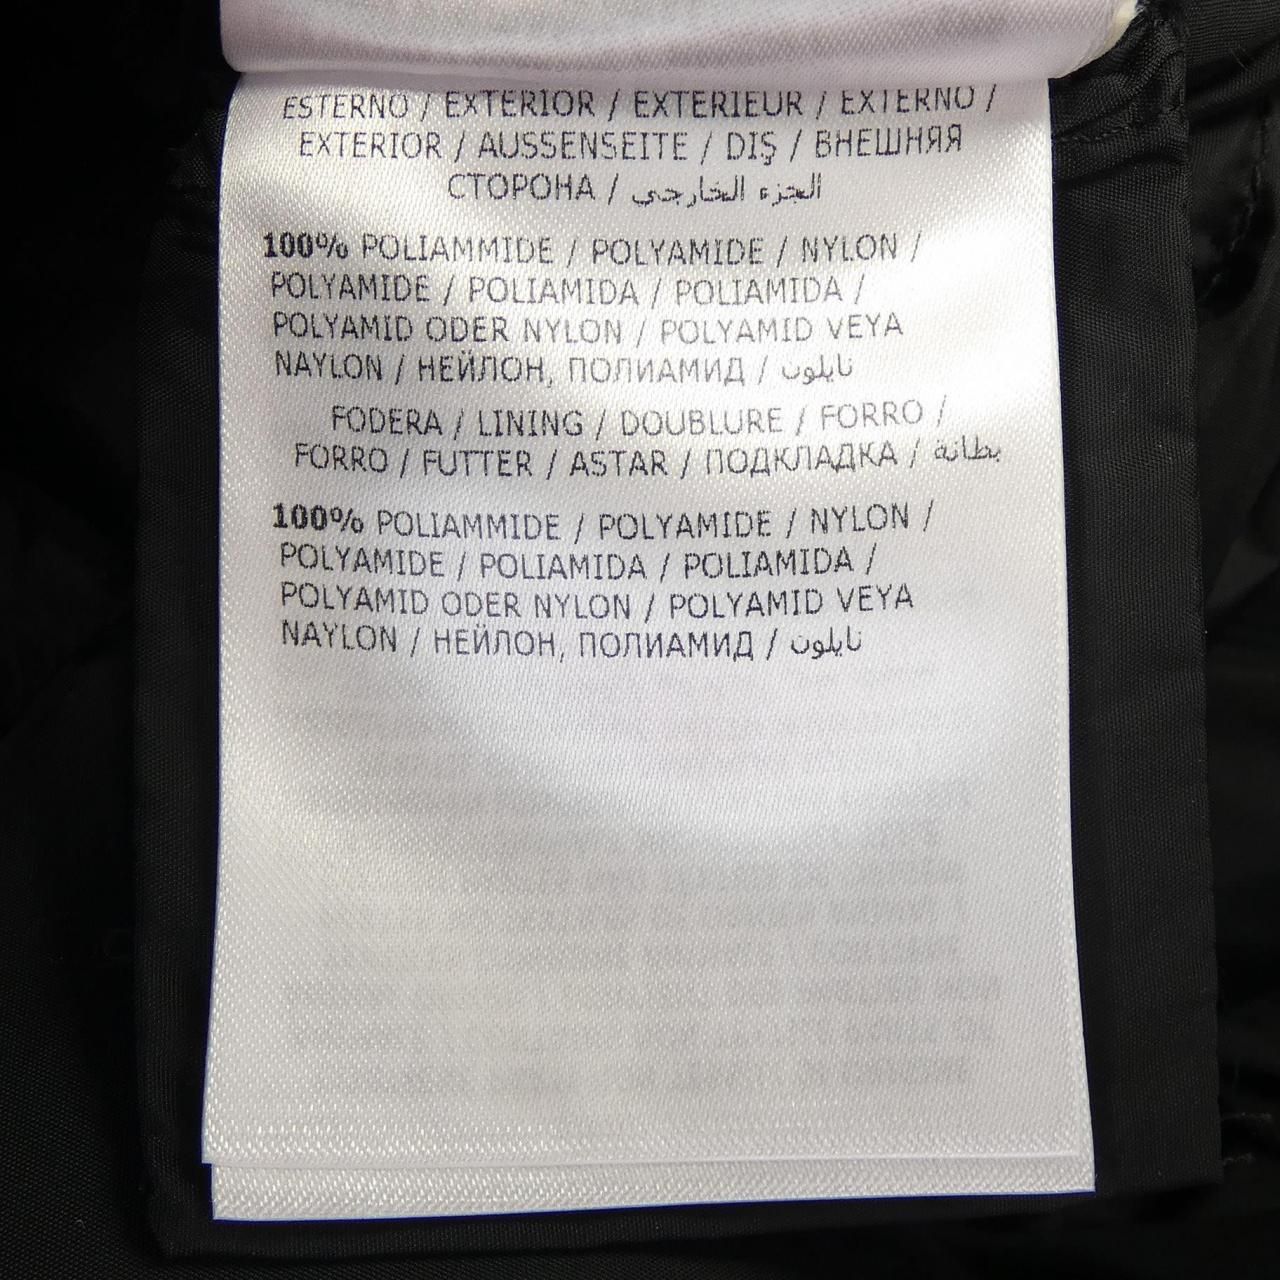 ESTERNO / EXTERIOR / EXTERIEUR / EXTERNO /
EXTERIOR / AUSSENSEITE / DIŞ / ВНЕШНЯЯ
СТОРОНА / الجزء الخارجي
100% POLIAMMIDE / POLYAMIDE / NYLON /
POLYAMIDE / POLIAMIDA / POLIAMIDA /
POLYAMID ODER NYLON / POLYAMID VEYA
NAYLON / НЕЙЛОН, ПОЛИАМИД / نايلون
FODERA / LINING / DOUBLURE / FORRO /
FORRO / FUTTER / ASTAR / ПОДКЛАДКА / بطانة
100% POLIAMMIDE / POLYAMIDE / NYLON /
POLYAMIDE / POLIAMIDA / POLIAMIDA /
POLYAMID ODER NYLON / POLYAMID VEYA
NAYLON / НЕЙЛОН, ПОЛИАМИД / نايلون